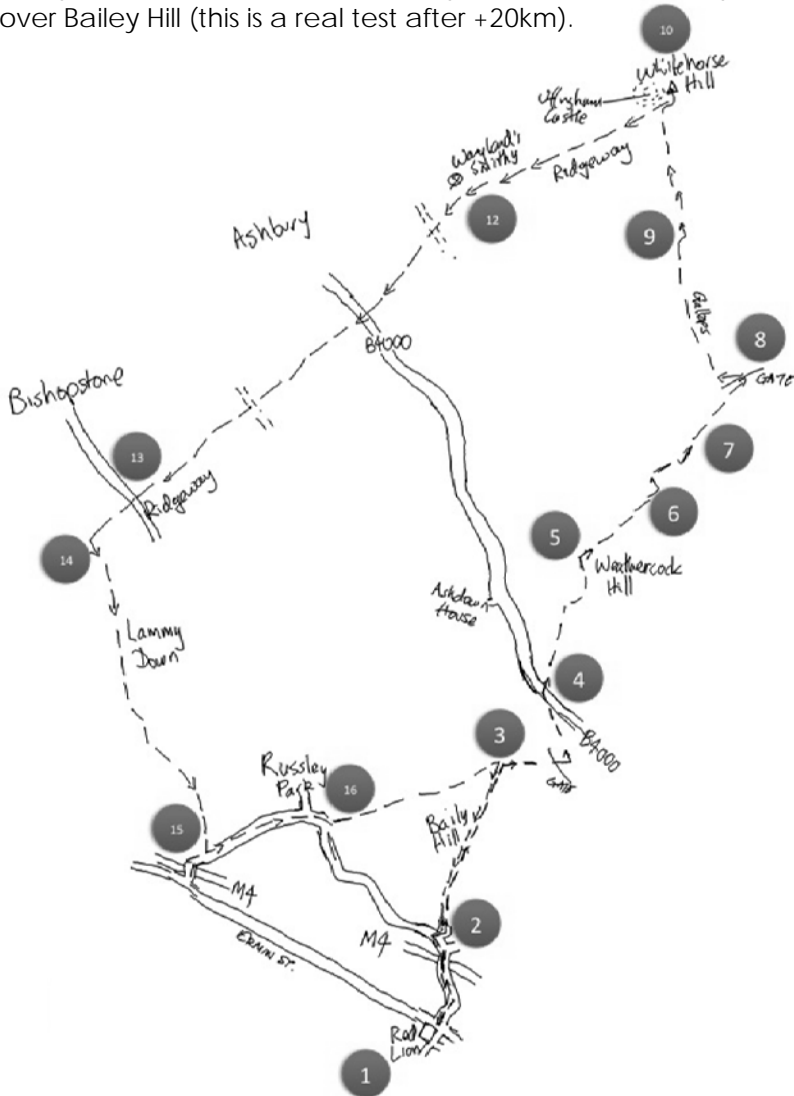 over Bailey Hill (this is a real test after +20km).
10
Whitehorse
Hill
Uffingham
Castle
Wayland's
Smithy
Ridgeway
12
Ashbury
9
Gallops
8
GATE
B4000
Bishopstone
13
Ridgeway
7
6
5
14
Weathercock
Hill
Ashdown
House
Lammy
Down
4
B4000
3
GATE
Russley
Park
16
15
Baily
Hill
M4
2
M4
ERMIN ST.
Red
Lion
1